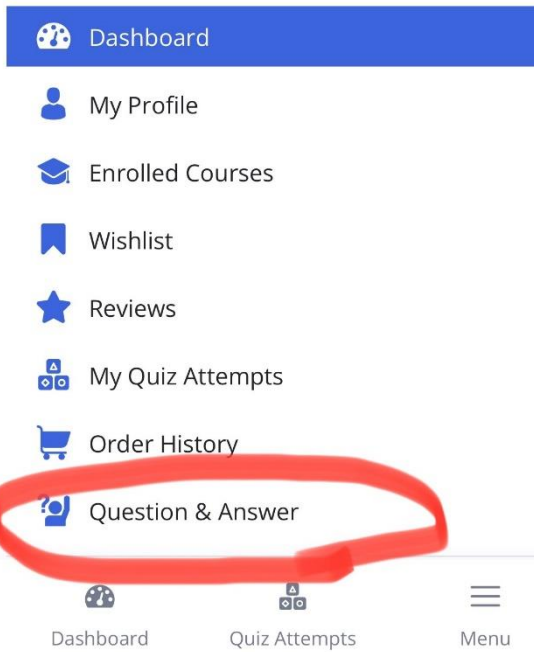 Dashboard
My Profile
Enrolled Courses
Wishlist
Reviews
My Quiz Attempts
Order History
Question & Answer
Dashboard Quiz Attempts Menu